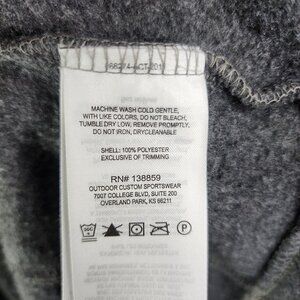 MACHINE WASH COLD GENTLE,
WITH LIKE COLORS, DO NOT BLEACH,
TUMBLE DRY LOW, REMOVE PROMPTLY,
DO NOT IRON, DRYCLEANABLE
SHELL: 100% POLYESTER
EXCLUSIVE OF TRIMMING
RN# 138859
OUTDOOR CUSTOM SPORTSWEAR
7007 COLLEGE BLVD, SUITE 200
OVERLAND PARK, KS 66211